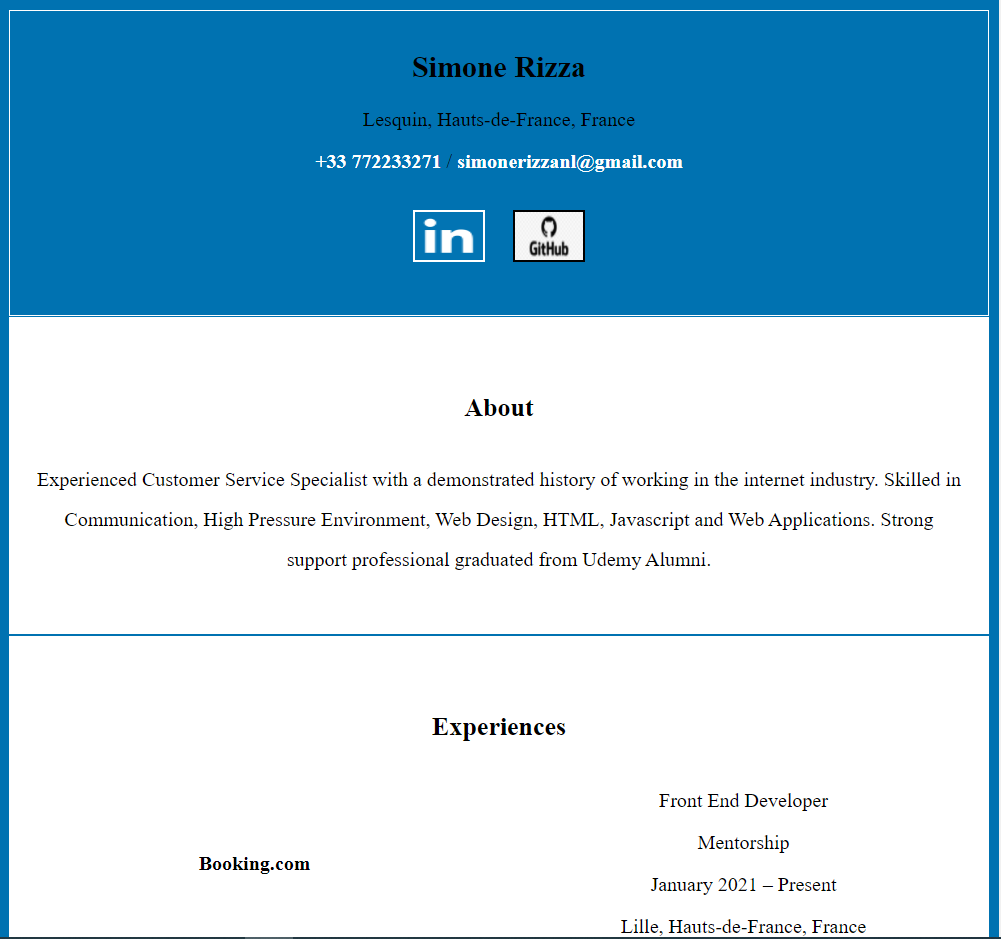 Simone Rizza
Lesquin, Hauts-de-France, France
+33 772233271 / simonerizzanl@gmail.com
in
GitHub
About
Experienced Customer Service Specialist with a demonstrated history of working in the internet industry. Skilled in
Communication, High Pressure Environment, Web Design, HTML, Javascript and Web Applications. Strong
support professional graduated from Udemy Alumni.
Experiences
Front End Developer
Mentorship
Booking.com
January 2021 – Present
Lille, Hauts-de-France, France